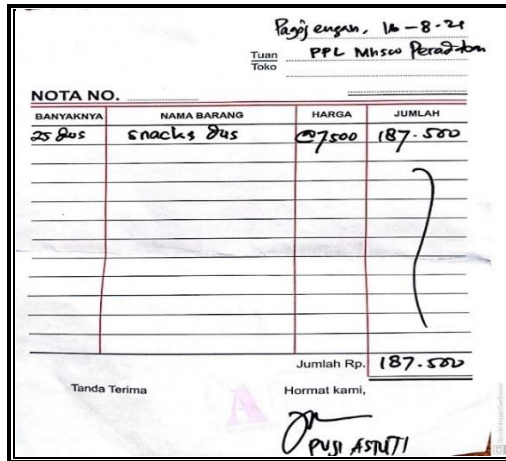 Pagojengan, 16-8-21
Tuan PPL Mhsw Peradaban
Toko
NOTA NO.
BANYAKNYA NAMA BARANG HARGA JUMLAH
25 Dus snacks Dus @7500 187.500
Jumlah Rp. 187.500
Tanda Terima Hormat kami,
PUJI ASTUTI